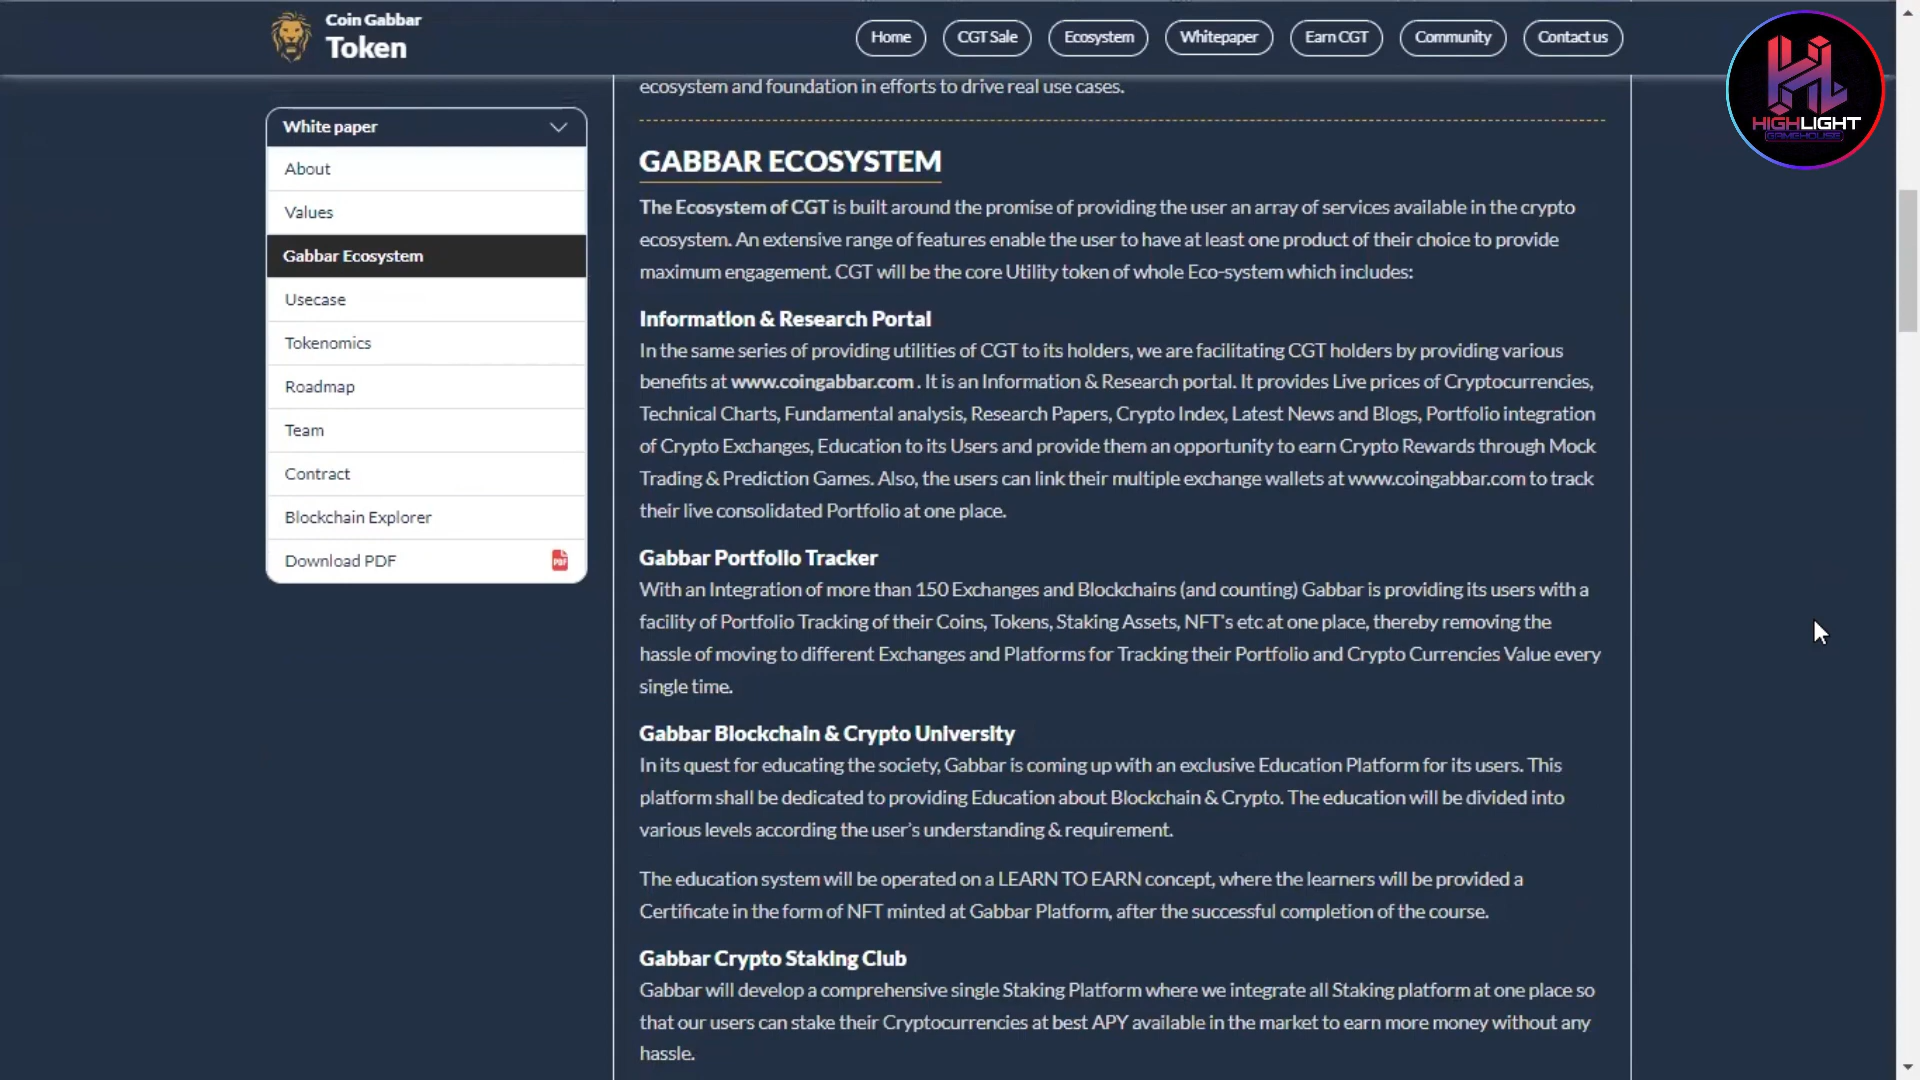 Coin Gabbar
Token
Home
CGT Sale
Ecosystem
Whitepaper
Earn CGT
Community
Contact us
HIGHLIGHT
GAMEHOUSE
White paper
About
Values
Gabbar Ecosystem
Usecase
Tokenomics
Roadmap
Team
Contract
Blockchain Explorer
Download PDF
PDF
ecosystem and foundation in efforts to drive real use cases.
GABBAR ECOSYSTEM
The Ecosystem of CGT is built around the promise of providing the user an array of services available in the crypto
ecosystem. An extensive range of features enable the user to have at least one product of their choice to provide
maximum engagement. CGT will be the core Utility token of whole Eco-system which includes:
Information & Research Portal
In the same series of providing utilities of CGT to its holders, we are facilitating CGT holders by providing various
benefits at www.coingabbar.com . It is an Information & Research portal. It provides Live prices of Cryptocurrencies,
Technical Charts, Fundamental analysis, Research Papers, Crypto Index, Latest News and Blogs, Portfolio integration
of Crypto Exchanges, Education to its Users and provide them an opportunity to earn Crypto Rewards through Mock
Trading & Prediction Games. Also, the users can link their multiple exchange wallets at www.coingabbar.com to track
their live consolidated Portfolio at one place.
Gabbar Portfolio Tracker
With an Integration of more than 150 Exchanges and Blockchains (and counting) Gabbar is providing its users with a
facility of Portfolio Tracking of their Coins, Tokens, Staking Assets, NFT's etc at one place, thereby removing the
hassle of moving to different Exchanges and Platforms for Tracking their Portfolio and Crypto Currencies Value every
single time.
Gabbar Blockchain & Crypto University
In its quest for educating the society, Gabbar is coming up with an exclusive Education Platform for its users. This
platform shall be dedicated to providing Education about Blockchain & Crypto. The education will be divided into
various levels according the user's understanding & requirement.
The education system will be operated on a LEARN TO EARN concept, where the learners will be provided a
Certificate in the form of NFT minted at Gabbar Platform, after the successful completion of the course.
Gabbar Crypto Staking Club
Gabbar will develop a comprehensive single Staking Platform where we integrate all Staking platform at one place so
that our users can stake their Cryptocurrencies at best APY available in the market to earn more money without any
hassle.